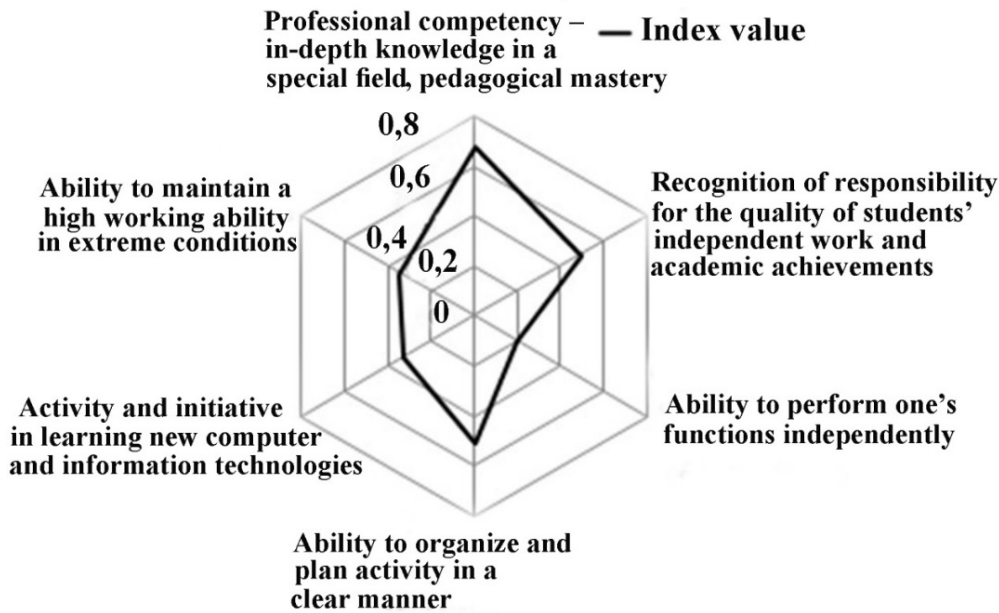 Professional competency –
in-depth knowledge in a
special field, pedagogical mastery
Index value
0,8
0,6
0,4
0,2
0
Recognition of responsibility
for the quality of students’
independent work and
academic achievements
Ability to perform one’s
functions independently
Ability to organize and
plan activity in a
clear manner
Activity and initiative
in learning new computer
and information technologies
Ability to maintain a
high working ability
in extreme conditions